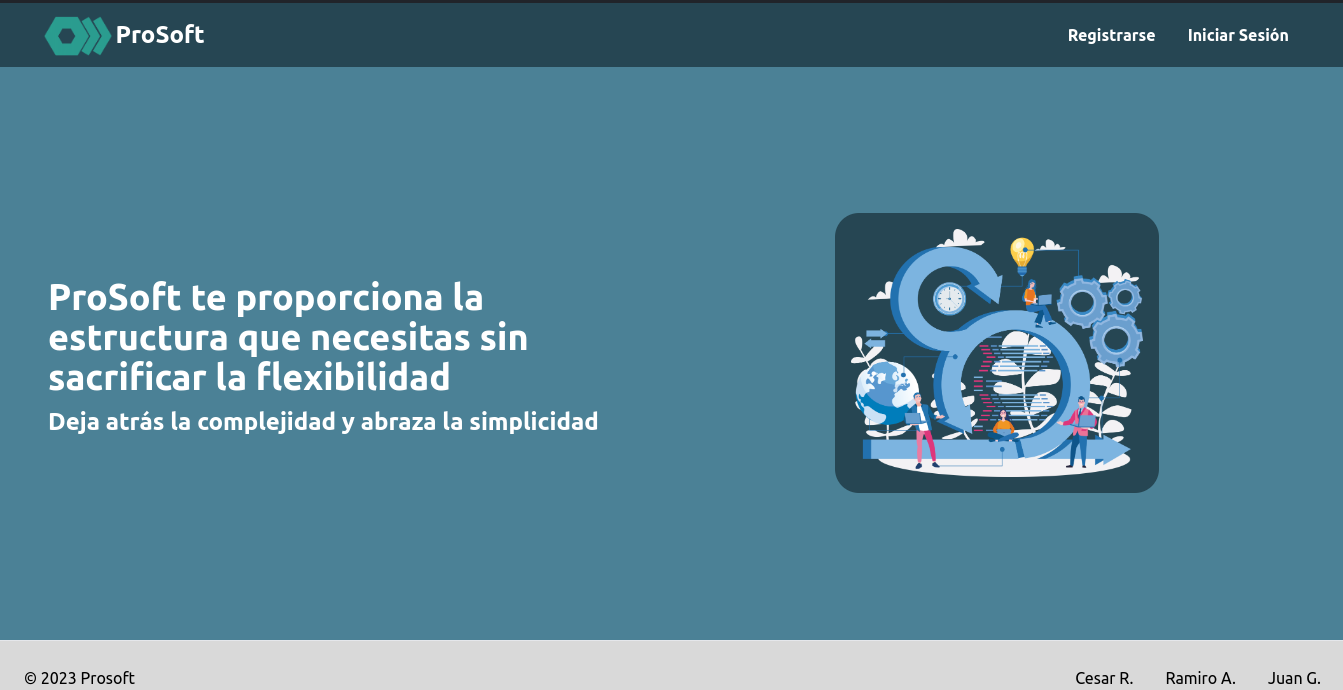 ProSoft
Registrarse
Iniciar Sesión
ProSoft te proporciona la
estructura que necesitas sin
sacrificar la flexibilidad
Deja atrás la complejidad y abraza la simplicidad
© 2023 Prosoft
Cesar R.
Ramiro A.
Juan G.